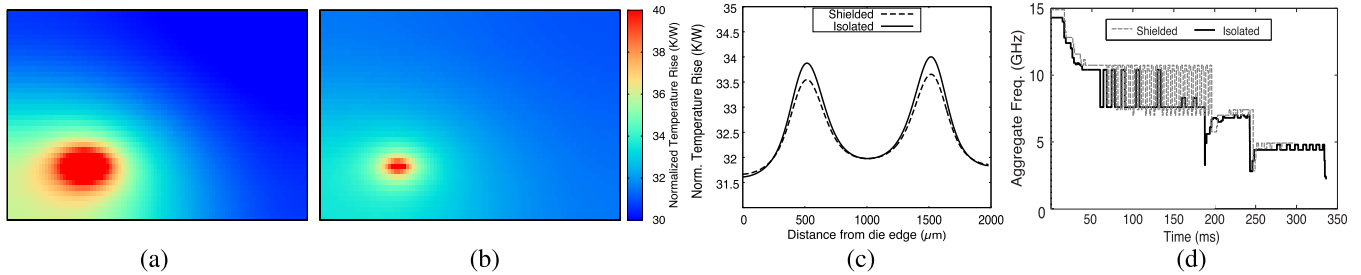 40
38
36
34
32
30
Normalized Temperature Rise (K/W)
(a)
(b)
35
34.5
34
33.5
33
32.5
32
31.5
Norm. Temperature Rise (K/W)
Shielded
Isolated
0
500
1000
1500
2000
Distance from die edge (µm)
(c)
15
10
5
0
Aggregate Freq. (GHz)
Shielded
Isolated
50
100
150
200
250
300
350
Time (ms)
(d)